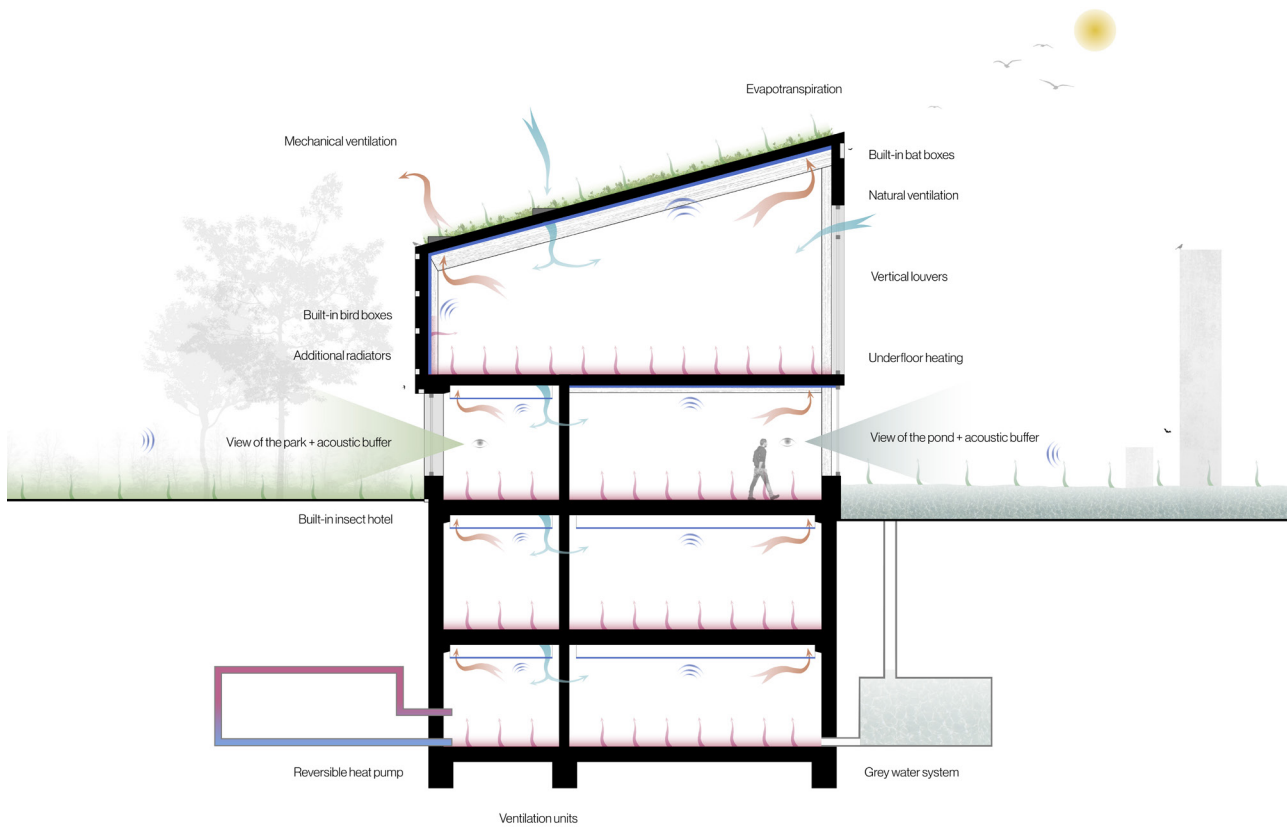 Evapotranspiration
Mechanical ventilation
Built-in bat boxes
Natural ventilation
Vertical louvers
Built-in bird boxes
Additional radiators
Underfloor heating
View of the park + acoustic buffer
View of the pond + acoustic buffer
Built-in insect hotel
Reversible heat pump
Grey water system
Ventilation units